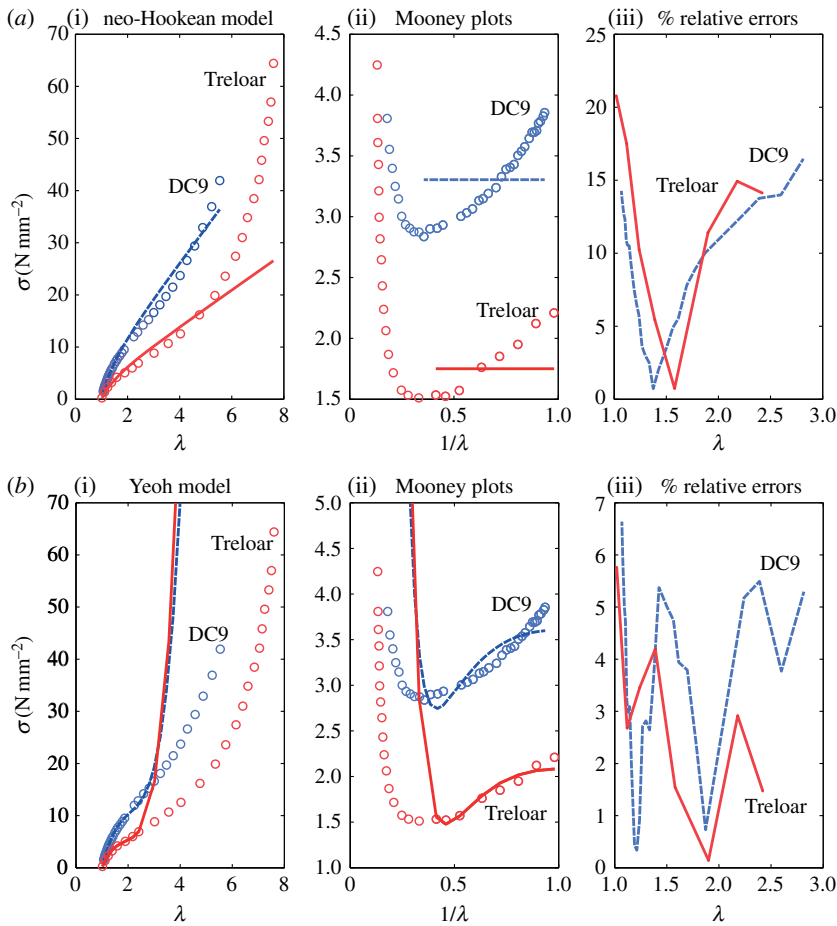 (a) (i) neo-Hookean model (ii) Mooney plots (iii) % relative errors
70
60
50
40
30
20
10
0
σ (N mm⁻²)
Treloar
DC9
0 2 4 6 8
λ
4.5
4.0
3.5
3.0
2.5
2.0
1.5
DC9
Treloar
0 0.5 1.0
1/λ
25
20
15
10
5
0
Treloar
DC9
1.0 1.5 2.0 2.5 3.0
λ
(b) (i) Yeoh model (ii) Mooney plots (iii) % relative errors
70
60
50
40
30
20
10
0
σ (N mm⁻²)
Treloar
DC9
0 2 4 6 8
λ
5.0
4.5
4.0
3.5
3.0
2.5
2.0
1.5
1.0
DC9
Treloar
0 0.5 1.0
1/λ
7
6
5
4
3
2
1
0
DC9
Treloar
1.0 1.5 2.0 2.5 3.0
λ